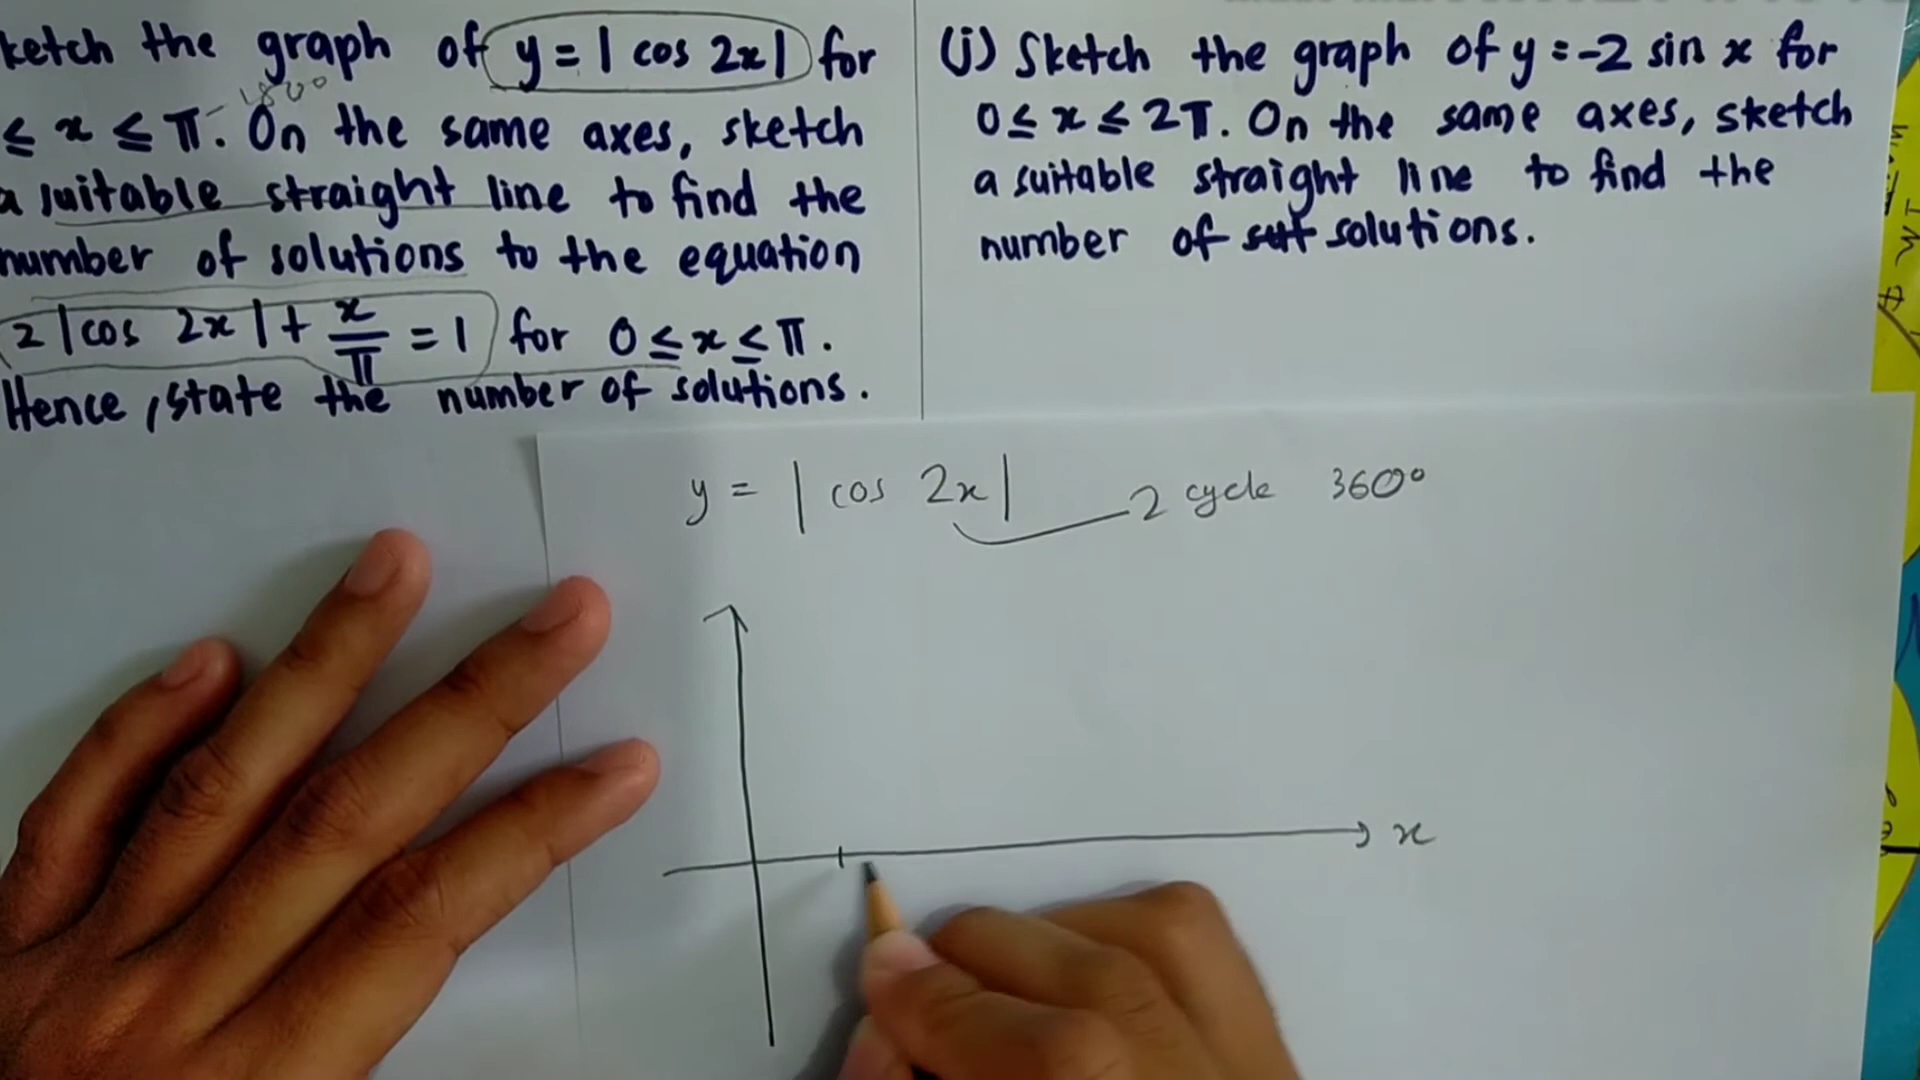 ketch the graph of y = | cos 2x | for
≤ x ≤ π. On the same axes, sketch
180°
a suitable straight line to find the
number of solutions to the equation
2 | cos 2x | + x/π = 1 for 0 ≤ x ≤ π.
Hence, state the number of solutions.
(j) Sketch the graph of y = -2 sin x for
0 ≤ x ≤ 2π. On the same axes, sketch
a suitable straight line to find the
number of solutions.
y = | cos 2x | 2 cycle 360°
x